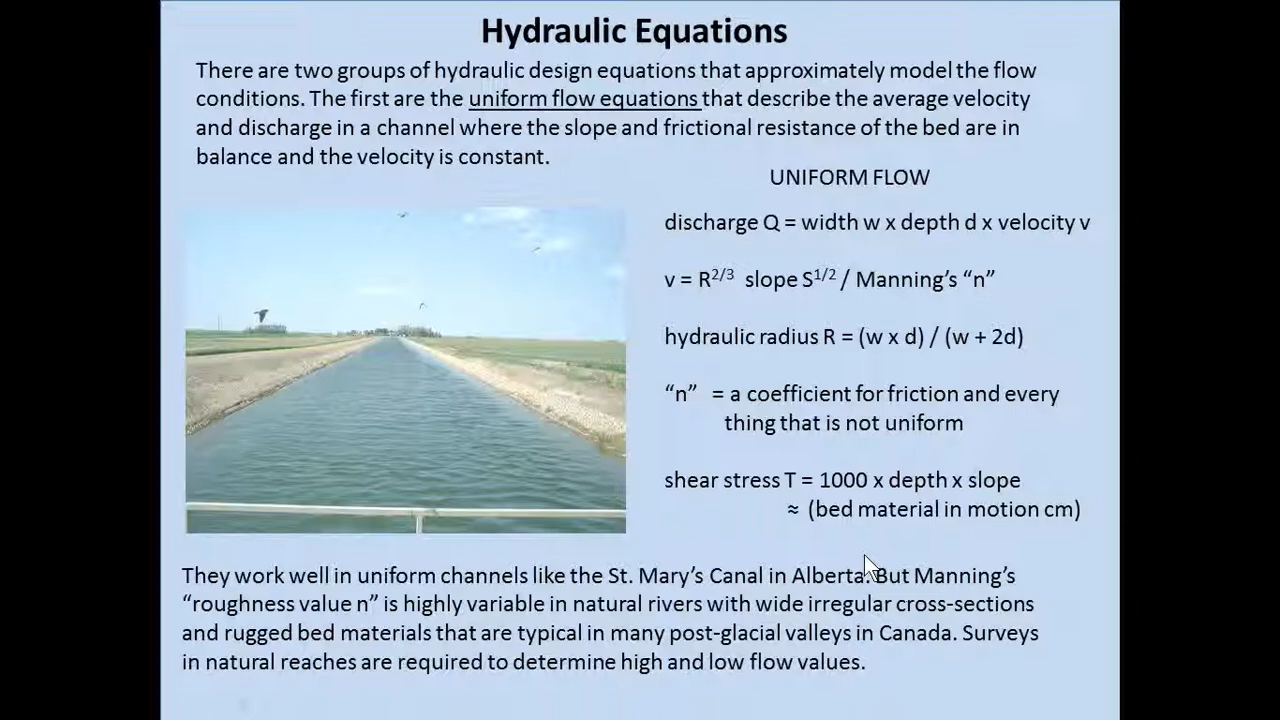 Hydraulic Equations
There are two groups of hydraulic design equations that approximately model the flow
conditions. The first are the uniform flow equations that describe the average velocity
and discharge in a channel where the slope and frictional resistance of the bed are in
balance and the velocity is constant.
UNIFORM FLOW
discharge Q = width w x depth d x velocity v
v = R^2/3 slope S^1/2 / Manning's “n”
hydraulic radius R = (w x d) / (w + 2d)
“n” = a coefficient for friction and every
thing that is not uniform
shear stress T = 1000 x depth x slope
≈ (bed material in motion cm)
They work well in uniform channels like the St. Mary's Canal in Alberta. But Manning's
“roughness value n” is highly variable in natural rivers with wide irregular cross-sections
and rugged bed materials that are typical in many post-glacial valleys in Canada. Surveys
in natural reaches are required to determine high and low flow values.